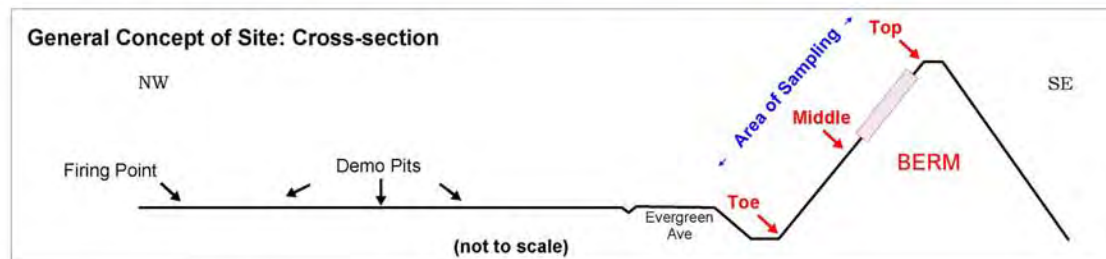 General Concept of Site: Cross-section
Top
NW
SE
Area of Sampling
Middle
Firing Point
Demo Pits
BERM
Toe
Evergreen
Ave
(not to scale)